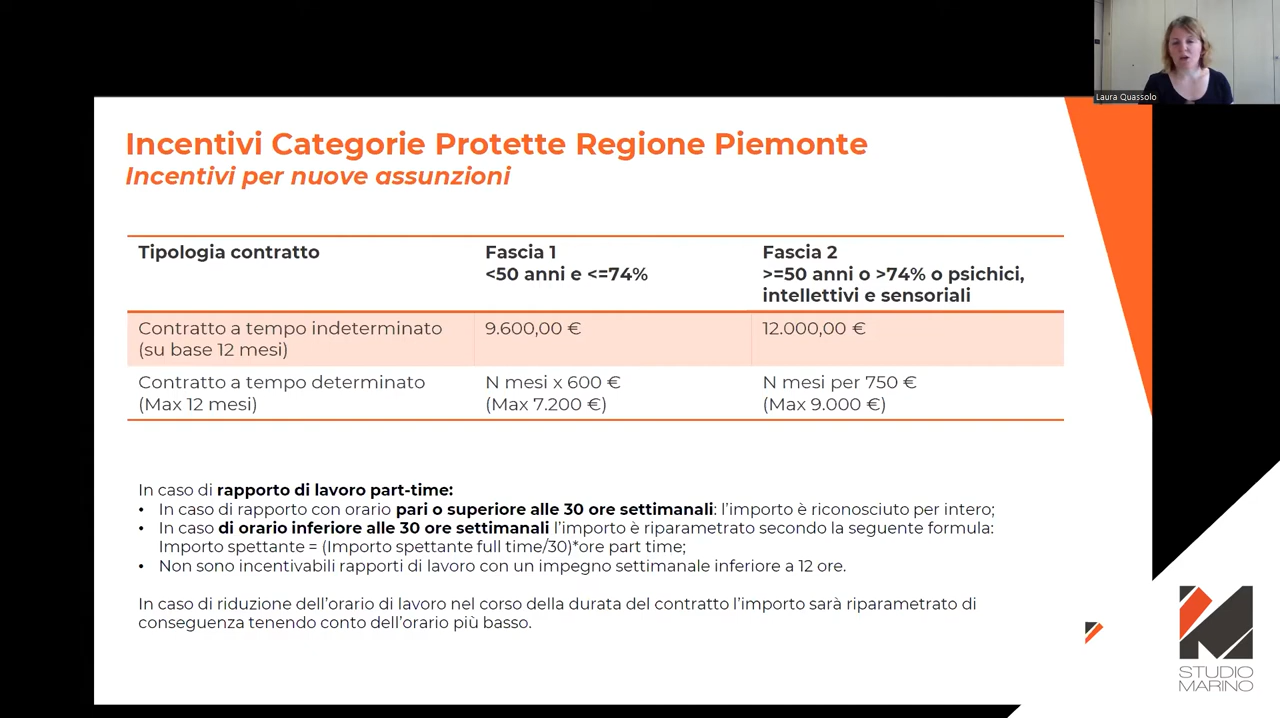 Laura Quassolo
Incentivi Categorie Protette Regione Piemonte
Incentivi per nuove assunzioni
Tipologia contratto
Fascia 1
<50 anni e <=74%
Fascia 2
>=50 anni o >74% o psichici,
intellettivi e sensoriali
Contratto a tempo indeterminato
(su base 12 mesi)
9.600,00 €
12.000,00 €
Contratto a tempo determinato
(Max 12 mesi)
N mesi x 600 €
(Max 7.200 €)
N mesi per 750 €
(Max 9.000 €)
In caso di rapporto di lavoro part-time:
• In caso di rapporto con orario pari o superiore alle 30 ore settimanali: l'importo è riconosciuto per intero;
• In caso di orario inferiore alle 30 ore settimanali l'importo è riparametrato secondo la seguente formula:
Importo spettante = (Importo spettante full time/30)*ore part time;
• Non sono incentivabili rapporti di lavoro con un impegno settimanale inferiore a 12 ore.
In caso di riduzione dell'orario di lavoro nel corso della durata del contratto l'importo sarà riparametrato di
conseguenza tenendo conto dell'orario più basso.
STUDIO
MARINO